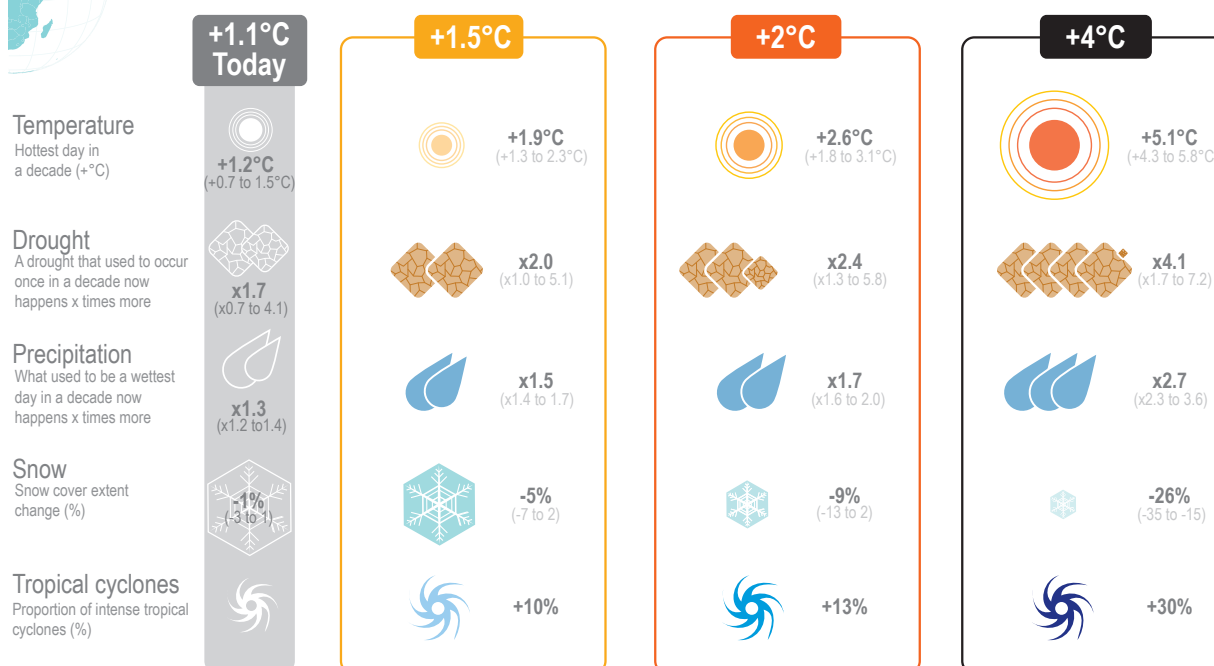 +1.1°C
Today
+1.5°C
+2°C
+4°C
Temperature
Hottest day in
a decade (+°C)
+1.2°C
(+0.7 to 1.5°C)
+1.9°C
(+1.3 to 2.3°C)
+2.6°C
(+1.8 to 3.1°C)
+5.1°C
(+4.3 to 5.8°C
Drought
A drought that used to occur
once in a decade now
happens x times more
x1.7
(x0.7 to 4.1)
x2.0
(x1.0 to 5.1)
x2.4
(x1.3 to 5.8)
x4.1
(x1.7 to 7.2)
Precipitation
What used to be a wettest
day in a decade now
happens x times more
x1.3
(x1.2 to1.4)
x1.5
(x1.4 to 1.7)
x1.7
(x1.6 to 2.0)
x2.7
(x2.3 to 3.6)
Snow
Snow cover extent
change (%)
-1%
(-3 to 1)
-5%
(-7 to 2)
-9%
(-13 to 2)
-26%
(-35 to -15)
Tropical cyclones
Proportion of intense tropical
cyclones (%)
+10%
+13%
+30%